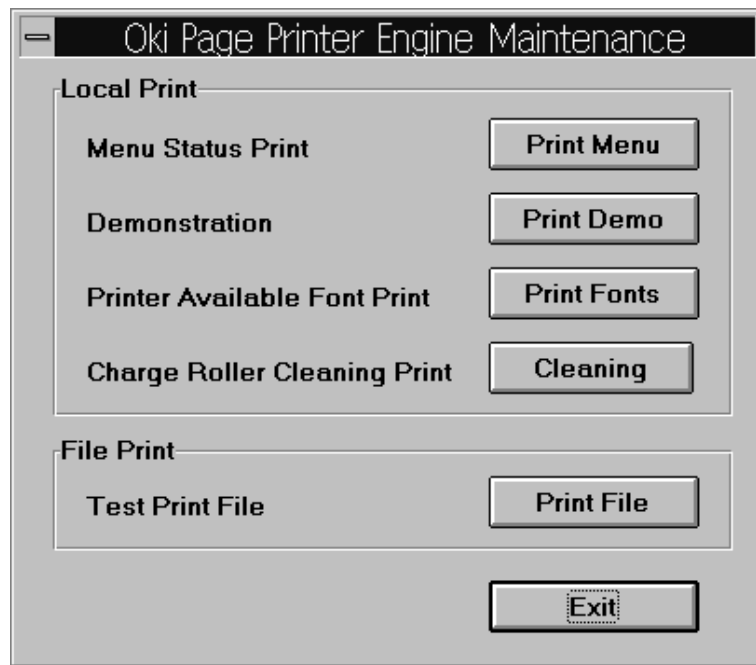 Oki Page Printer Engine Maintenance
Local Print
Menu Status Print Print Menu
Demonstration Print Demo
Printer Available Font Print Print Fonts
Charge Roller Cleaning Print Cleaning
File Print
Test Print File Print File
Exit